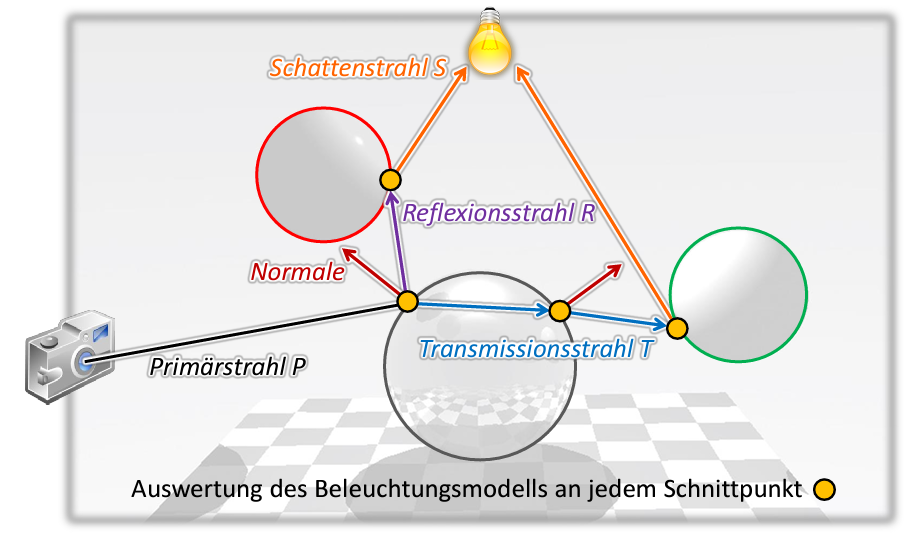 Schattenstrahl S
Reflexionsstrahl R
Normale
Transmissionsstrahl T
Primärstrahl P
Auswertung des Beleuchtungsmodells an jedem Schnittpunkt